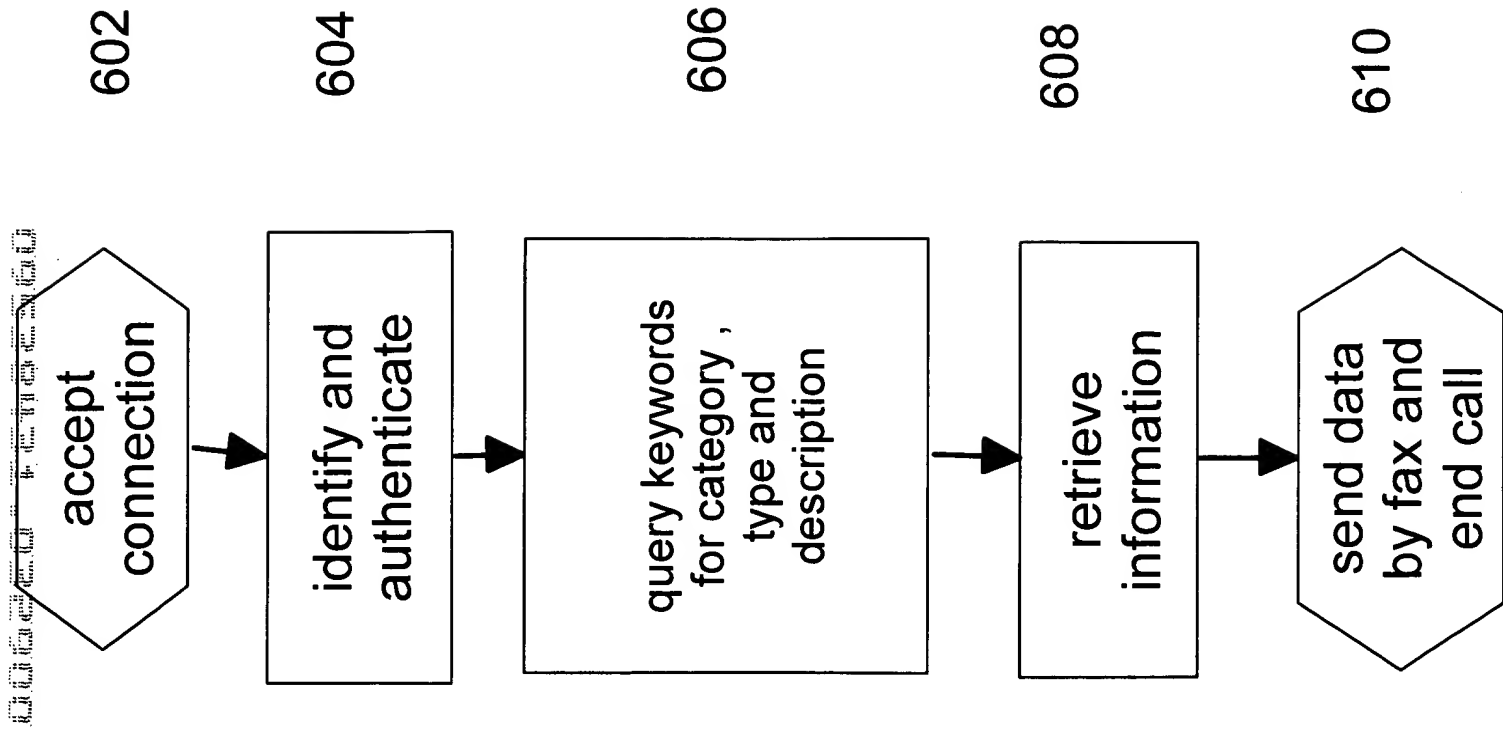 602
accept
connection
604
identify and
authenticate
606
query keywords
for category ,
type and
description
608
retrieve
information
610
send data
by fax and
end call